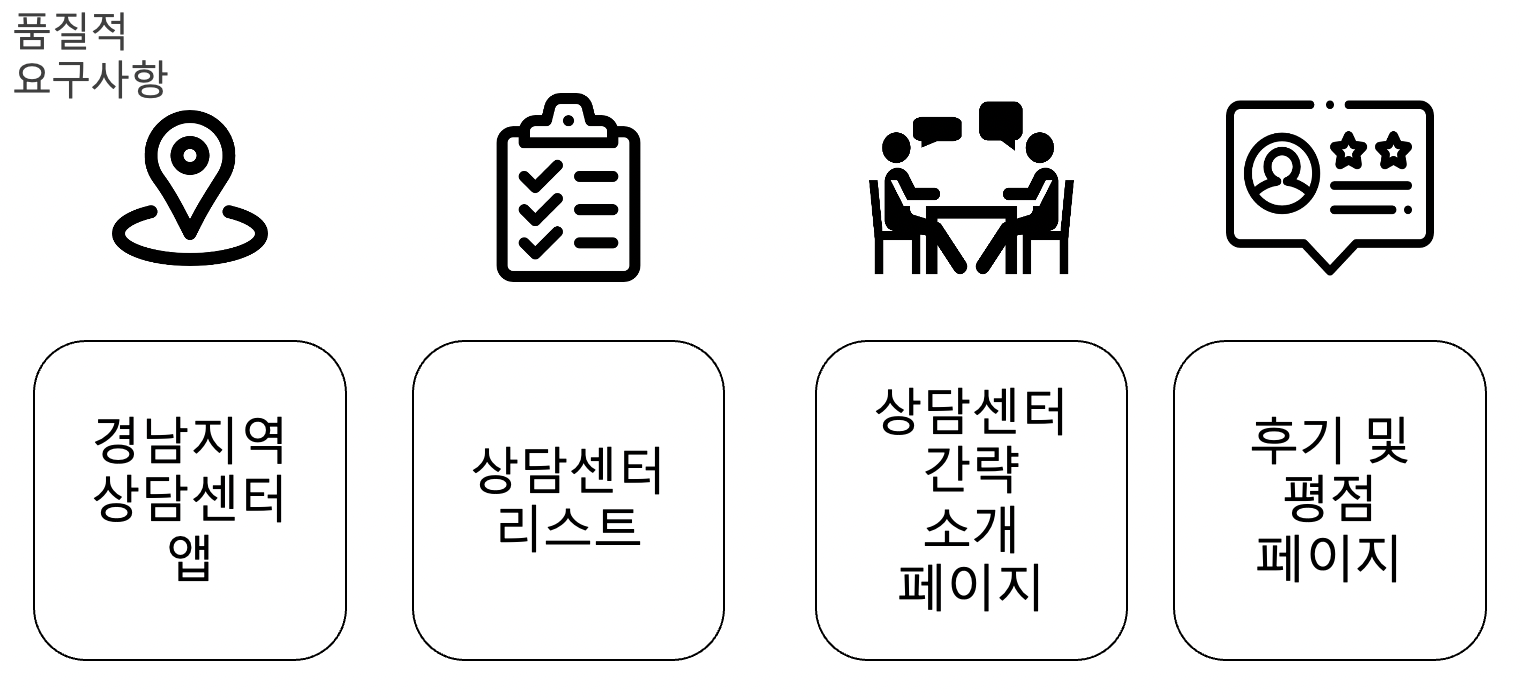 품질적
요구사항
경남지역
상담센터
앱
상담센터
리스트
상담센터
간략
소개
페이지
후기 및
평점
페이지